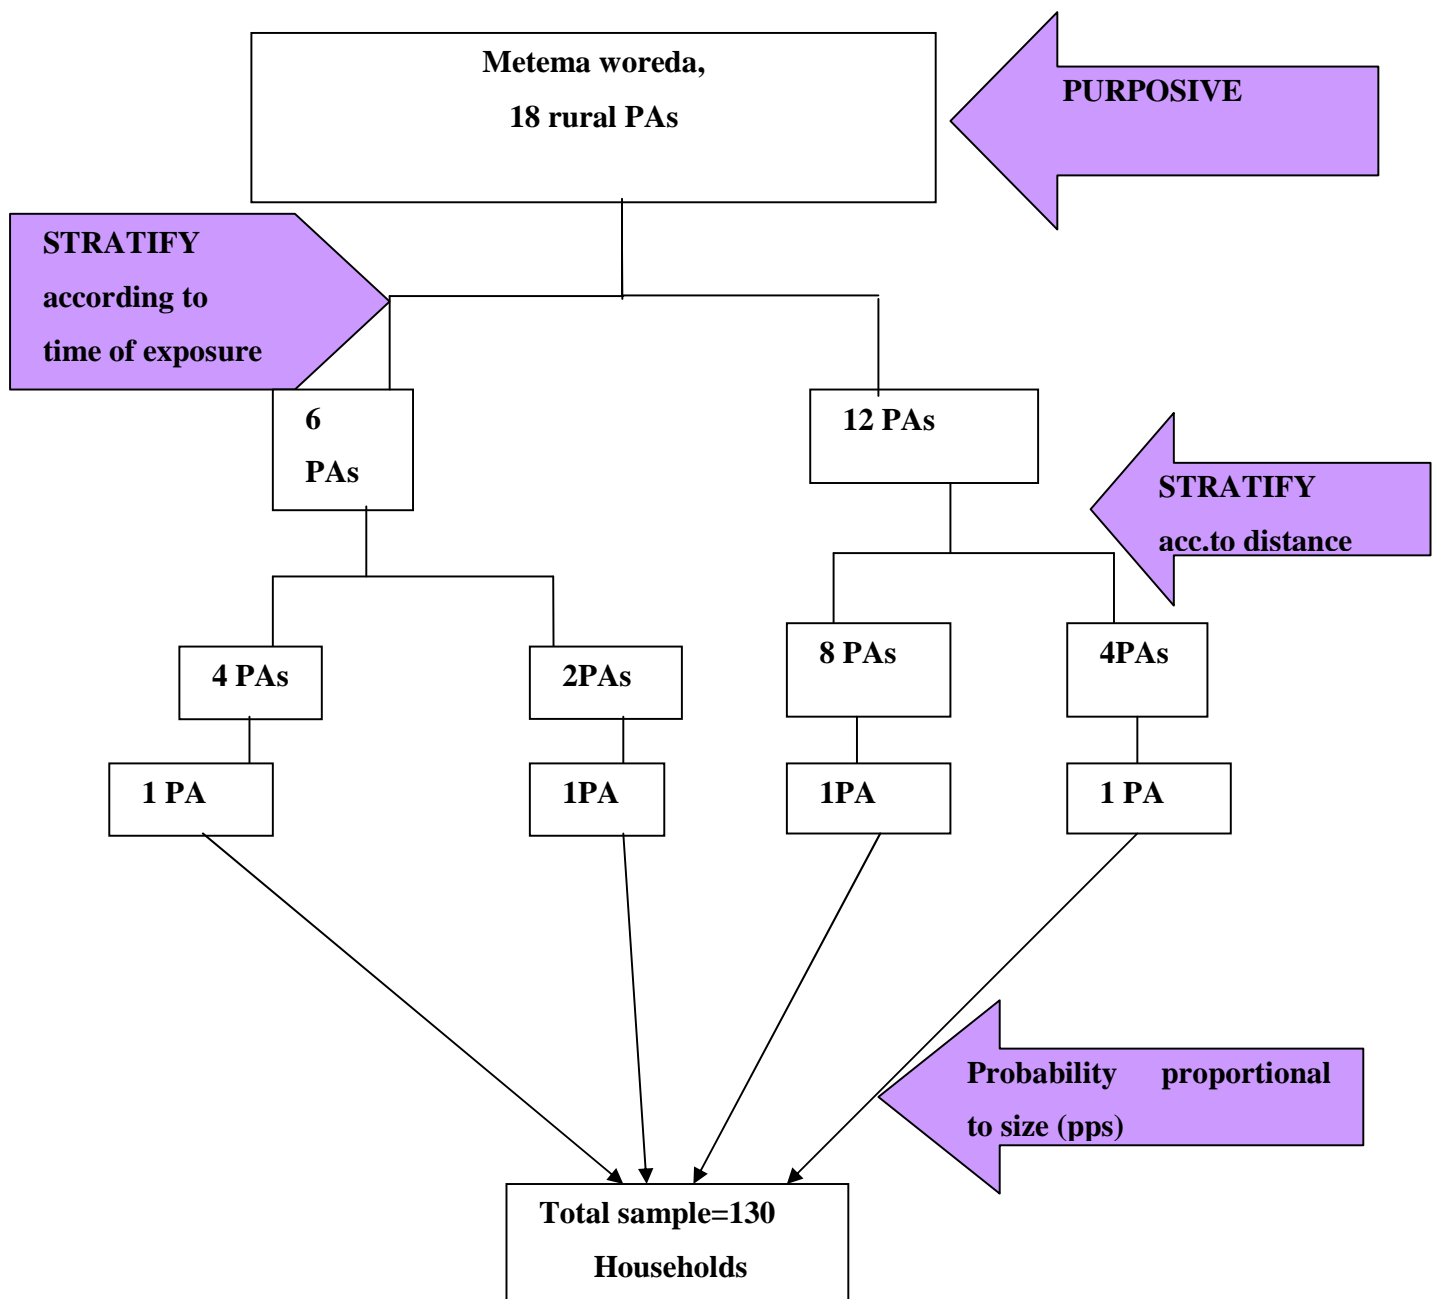 Metema woreda,
18 rural PAs
PURPOSIVE
STRATIFY
according to
time of exposure
6
PAs
12 PAs
STRATIFY
acc.to distance
4 PAs
2PAs
8 PAs
4PAs
1 PA
1PA
1PA
1 PA
Probability proportional
to size (pps)
Total sample=130
Households